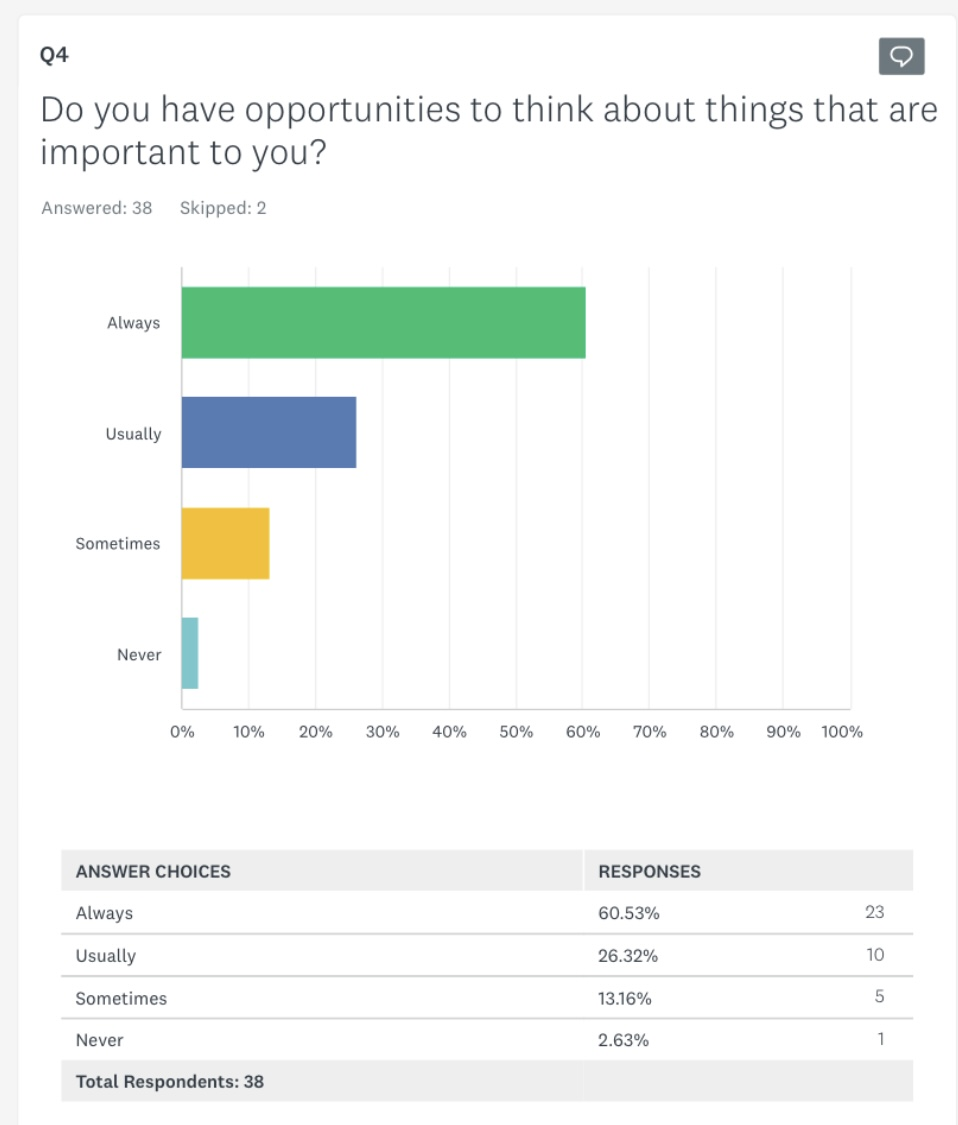 Q4
Do you have opportunities to think about things that are
important to you?
Answered: 38 Skipped: 2
Always
Usually
Sometimes
Never
0% 10% 20% 30% 40% 50% 60% 70% 80% 90% 100%
ANSWER CHOICES RESPONSES
Always 60.53% 23
Usually 26.32% 10
Sometimes 13.16% 5
Never 2.63% 1
Total Respondents: 38